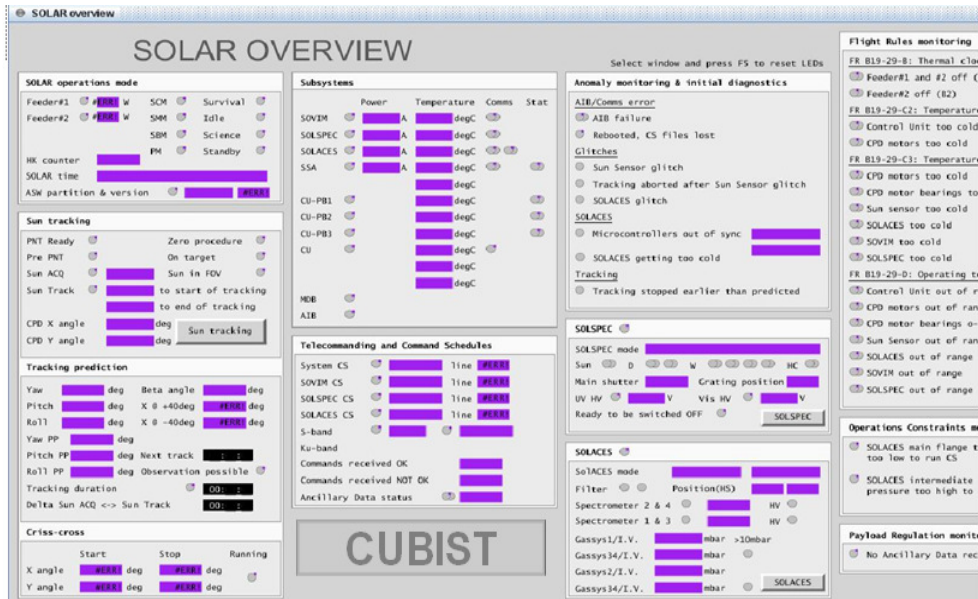 SOLAR overview
SOLAR OVERVIEW
Select window and press F5 to reset LEDs
SOLAR operations mode
Feeder#1 #ERR! W SCM Survival
Feeder#2 #ERR! W SMM Idle
SBM Science
PM Standby
HK counter
SOLAR time
ASW partition & version #ERR!
Sun tracking
PNT Ready Zero procedure
Pre PNT On target
Sun ACQ Sun in FOV
Sun Track to start of tracking
to end of tracking
CPD X angle deg
CPD Y angle deg
Sun tracking
Tracking prediction
Yaw deg Beta angle deg
Pitch deg X 0 +40deg #ERR!
Roll deg X 0 -40deg #ERR!
Yaw PP deg
Pitch PP deg Next track : :
Roll PP deg Observation possible
Tracking duration 00: :
Delta Sun ACQ <-> Sun Track 00: :
Criss-cross
Start Stop Running
X angle #ERR! deg #ERR! deg
Y angle #ERR! deg #ERR! deg
Subsystems
Power Temperature Comms Stat
SOVIM A degC
SOLSPEC A degC
SOLACES A degC
SSA A degC
degC
CU-PB1 degC
CU-PB2 degC
CU-PB3 degC
CU degC
degC
degC
MDB
AIB
Telecommanding and Command Schedules
System CS line #ERR!
SOVIM CS line #ERR!
SOLSPEC CS line #ERR!
SOLACES CS line #ERR!
S-band
Ku-band
Commands received OK
Commands received NOT OK
Ancillary Data status
CUBIST
Anomaly monitoring & initial diagnostics
AIB/Comms error
AIB failure
Rebooted, CS files lost
Glitches
Sun Sensor glitch
Tracking aborted after Sun Sensor glitch
SOLACES glitch
SOLACES
Microcontrollers out of sync
SOLACES getting too cold
Tracking
Tracking stopped earlier than predicted
SOLSPEC
SOLSPEC mode
Sun D W HC
Main shutter Grating position
UV HV V Vis HV V
Ready to be switched OFF
SOLSPEC
SOLACES
SolACES mode
Filter Position(HS)
Spectrometer 2 & 4 HV
Spectrometer 1 & 3 HV
Gassys1/I.V. mbar >10mbar
Gassys34/I.V. mbar
Gassys2/I.V. mbar
Gassys34/I.V. mbar
SOLACES
Flight Rules monitoring
FR B19-29-B: Thermal cloc
Feeder#1 and #2 off (
Feeder#2 off (B2)
FR B19-29-C2: Temperature
Control Unit too cold
CPD motors too cold
FR B19-29-C3: Temperature
CPD motors too cold
CPD motor bearings to
Sun sensor too cold
SOLACES too cold
SOVIM too cold
SOLSPEC too cold
FR B19-29-D: Operating te
Control Unit out of r
CPD motors out of ran
CPD motor bearings o-
Sun Sensor out of ran
SOLACES out of range
SOVIM out of range
SOLSPEC out of range
Operations Constraints mo
SOLACES main flange t
too low to run CS
SOLACES intermediate
pressure too high to
Payload Regulation monito
No Ancillary Data rec